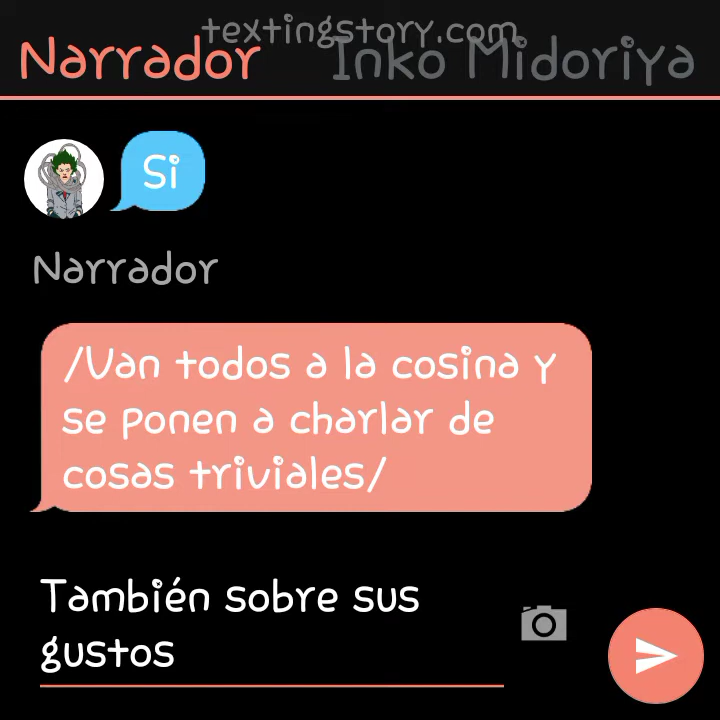 textingstory.com
Narrador Inko Midoriya
Si
Narrador
/Van todos a la cosina y
se ponen a charlar de
cosas triviales/
También sobre sus
gustos